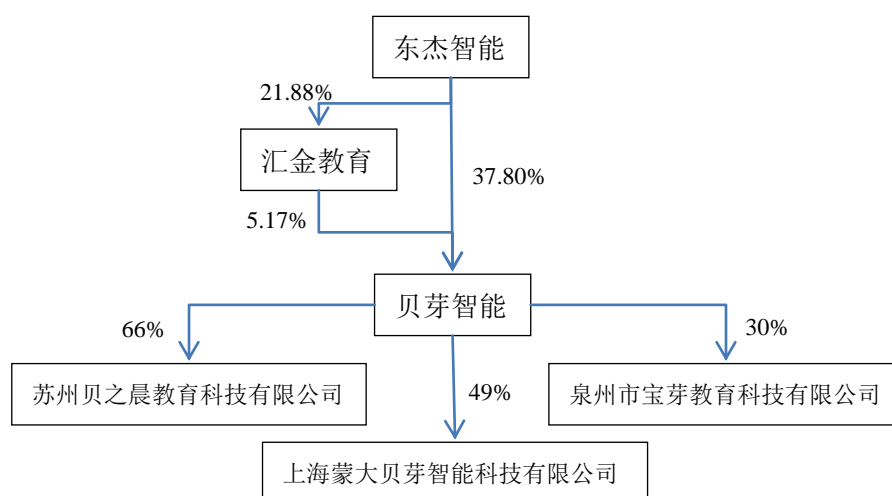 东杰智能
21.88%
汇金教育
37.80%
5.17%
贝芽智能
66%
30%
苏州贝之晨教育科技有限公司
49%
泉州市宝芽教育科技有限公司
上海蒙大贝芽智能科技有限公司